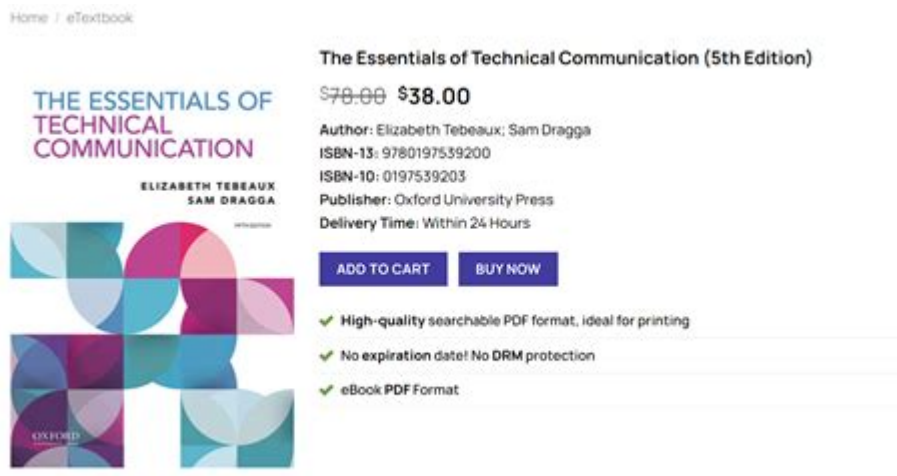 Home / eTextbook
The Essentials of Technical Communication (5th Edition)
$78.00 $38.00
Author: Elizabeth Tebeaux; Sam Dragga
ISBN-13: 9780197539200
ISBN-10: 0197539203
Publisher: Oxford University Press
Delivery Time: Within 24 Hours
ADD TO CART BUY NOW
High-quality searchable PDF format, ideal for printing
No expiration date! No DRM protection
eBook PDF Format
THE ESSENTIALS OF
TECHNICAL
COMMUNICATION
ELIZABETH TEBEAUX
SAM DRAGGA
FIFTH EDITION
OXFORD